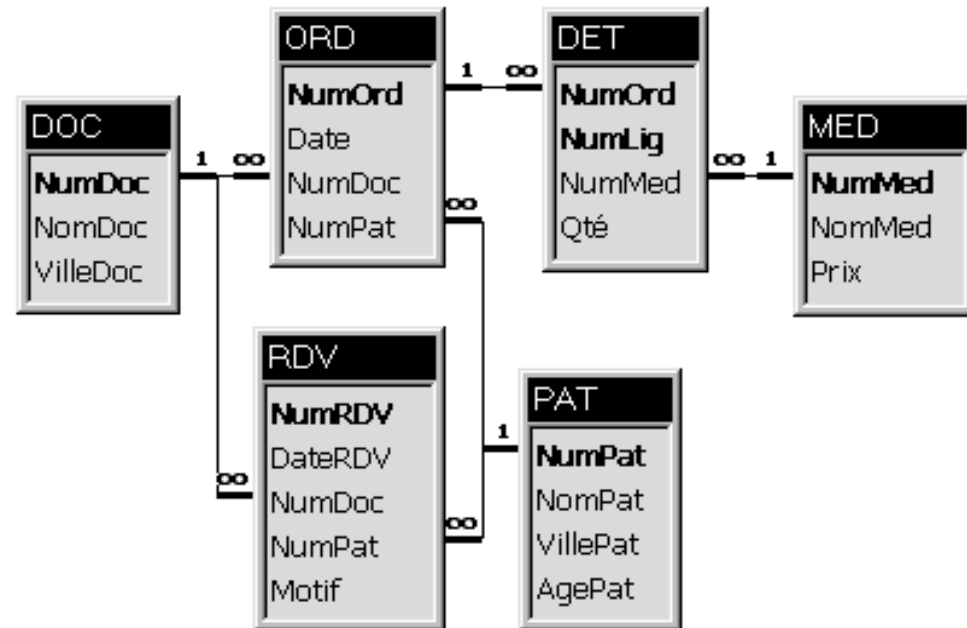 ORD
NumOrd
Date
NumDoc
NumPat
DET
NumOrd
NumLig
NumMed
Qté
DOC
NumDoc
NomDoc
VilleDoc
MED
NumMed
NomMed
Prix
RDV
NumRDV
DateRDV
NumDoc
NumPat
Motif
PAT
NumPat
NomPat
VillePat
AgePat
1 ∞
1 ∞
∞ 1
∞
∞
1
∞